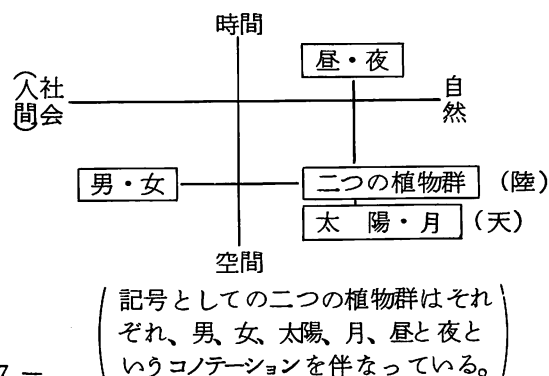 時間
昼・夜
社会
(人間)
自然
男・女
二つの植物群 (陸)
太 陽・月 (天)
空間
記号としての二つの植物群はそれ
ぞれ、男、女、太陽、月、昼と夜と
いうコノテーションを伴なっている。